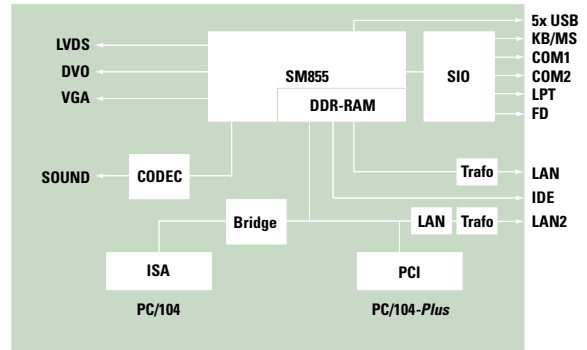 5x USB
LVDS
KB/MS
COM1
DVO
SM855
SIO
COM2
VGA
DDR-RAM
LPT
FD
SOUND
CODEC
Trafo
LAN
IDE
Bridge
LAN
Trafo
LAN2
ISA
PCI
PC/104
PC/104-Plus